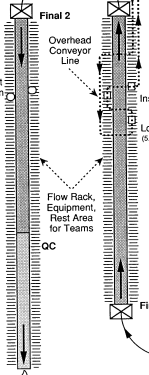 Final 2
Overhead
Conveyor
Line
Flow Rack,
Equipment,
Rest Area
for Teams
QC